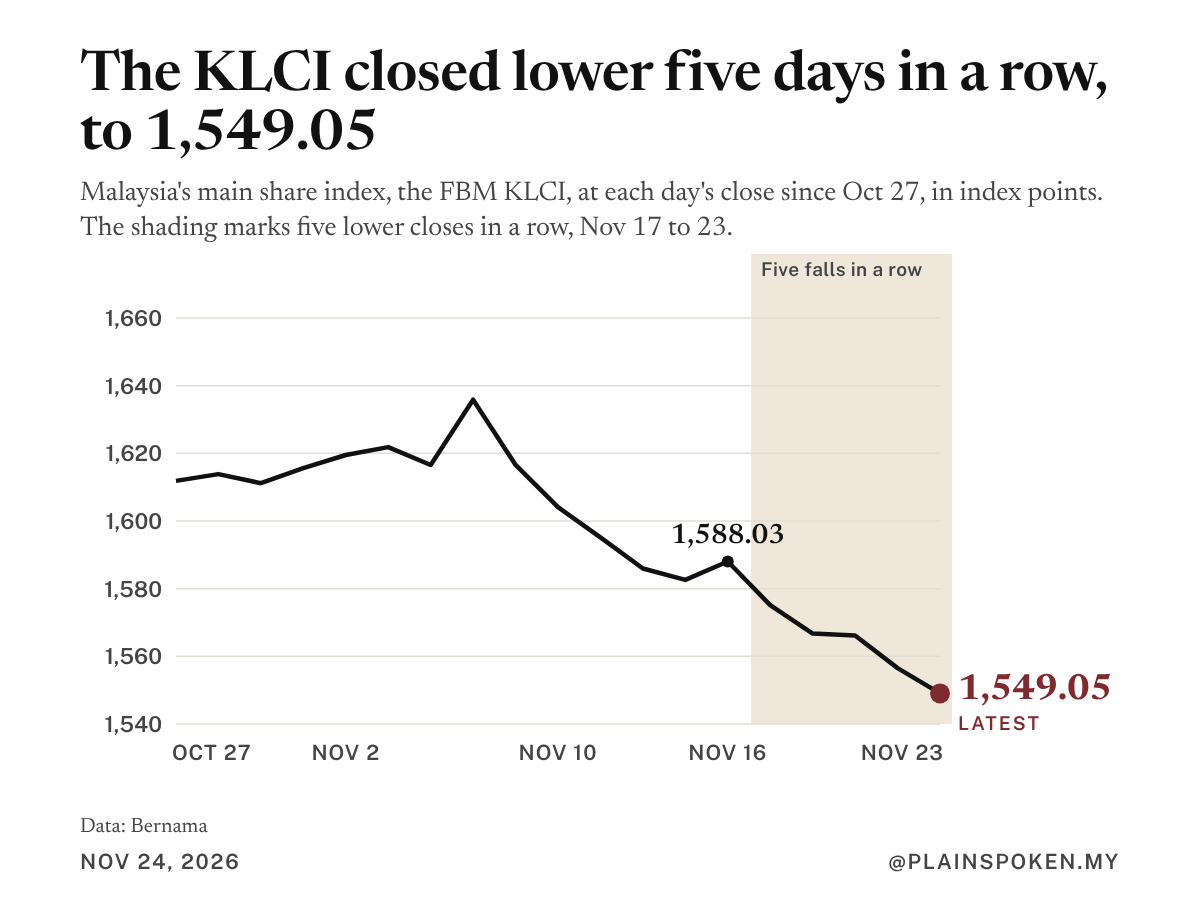 The KLCI closed lower five days in a row,
to 1,549.05
Malaysia's main share index, the FBM KLCI, at each day's close since Oct 27, in index points.
The shading marks five lower closes in a row, Nov 17 to 23.
Five falls in a row
1,660
1,640
1,620
1,600
1,588.03
1,580
1,560
1,549.05
LATEST
1,540
OCT 27 NOV 2 NOV 10 NOV 16 NOV 23
Data: Bernama
NOV 24, 2026
@PLAINSPOKEN.MY